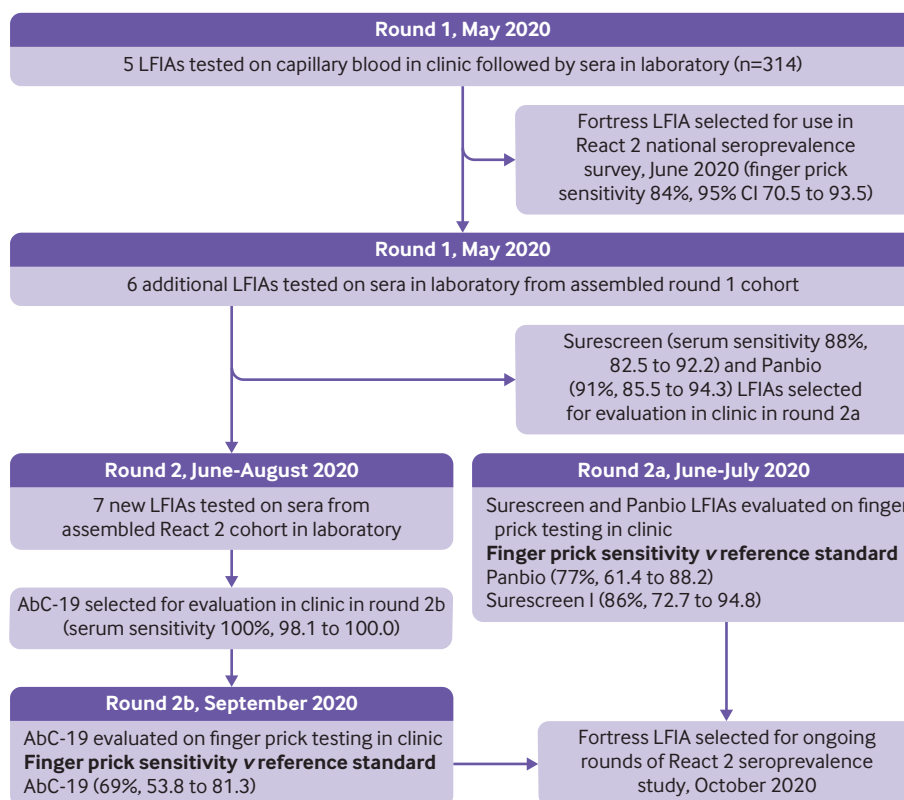 Round 1, May 2020
5 LFIAs tested on capillary blood in clinic followed by sera in laboratory (n=314)
Fortress LFIA selected for use in
React 2 national seroprevalence
survey, June 2020 (finger prick
sensitivity 84%, 95% CI 70.5 to 93.5)
Round 1, May 2020
6 additional LFIAs tested on sera in laboratory from assembled round 1 cohort
Surescreen (serum sensitivity 88%,
82.5 to 92.2) and Panbio
(91%, 85.5 to 94.3) LFIAs selected
for evaluation in clinic in round 2a
Round 2, June-August 2020
7 new LFIAs tested on sera from
assembled React 2 cohort in laboratory
AbC-19 selected for evaluation in clinic in round 2b
(serum sensitivity 100%, 98.1 to 100.0)
Round 2a, June-July 2020
Surescreen and Panbio LFIAs evaluated on finger
prick testing in clinic
Finger prick sensitivity v reference standard
Panbio (77%, 61.4 to 88.2)
Surescreen I (86%, 72.7 to 94.8)
Round 2b, September 2020
AbC-19 evaluated on finger prick testing in clinic
Finger prick sensitivity v reference standard
AbC-19 (69%, 53.8 to 81.3)
Fortress LFIA selected for ongoing
rounds of React 2 seroprevalence
study, October 2020